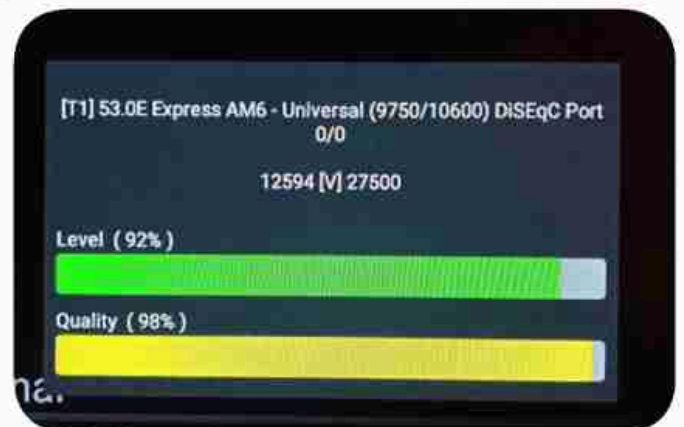 [T1] 53.0E Express AM6 - Universal (9750/10600) DiSEqC Port
0/0
12594 [V] 27500
Level ( 92% )
Quality ( 98% )